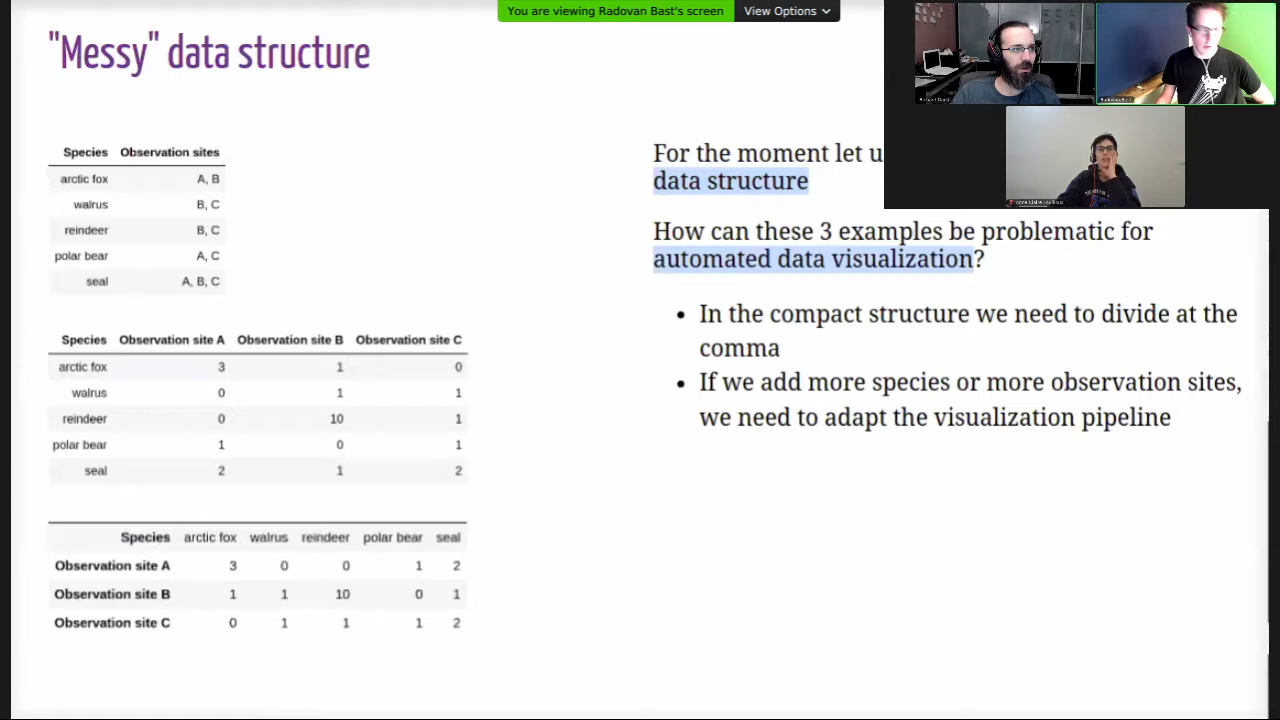 You are viewing Radovan Bast's screen
View Options
"Messy" data structure
Richard Darst
Radovan Bast
Species Observation sites
arctic fox A, B
walrus B, C
reindeer B, C
polar bear A, C
seal A, B, C
Species Observation site A Observation site B Observation site C
arctic fox 3 1 0
walrus 0 1 1
reindeer 0 10 1
polar bear 1 0 1
seal 2 1 2
Species arctic fox walrus reindeer polar bear seal
Observation site A 3 0 0 1 2
Observation site B 1 1 10 0 1
Observation site C 0 1 1 1 2
For the moment let u
data structure
How can these 3 examples be problematic for
automated data visualization?
• In the compact structure we need to divide at the
comma
• If we add more species or more observation sites,
we need to adapt the visualization pipeline
Anne Claire